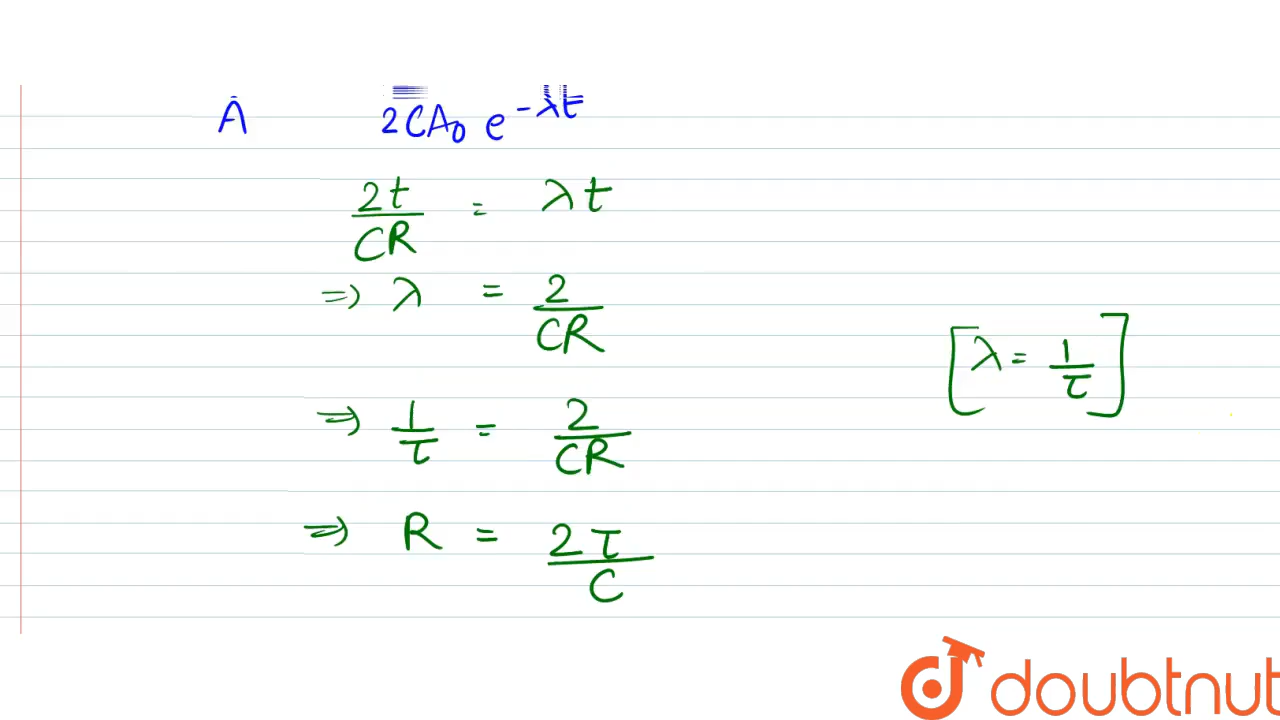 A 2CA₀ e^{-λt}
2t/CR = λt
⇒ λ = 2/CR
[λ = 1/τ]
⇒ 1/τ = 2/CR
⇒ R = 2τ/C
doubtnut